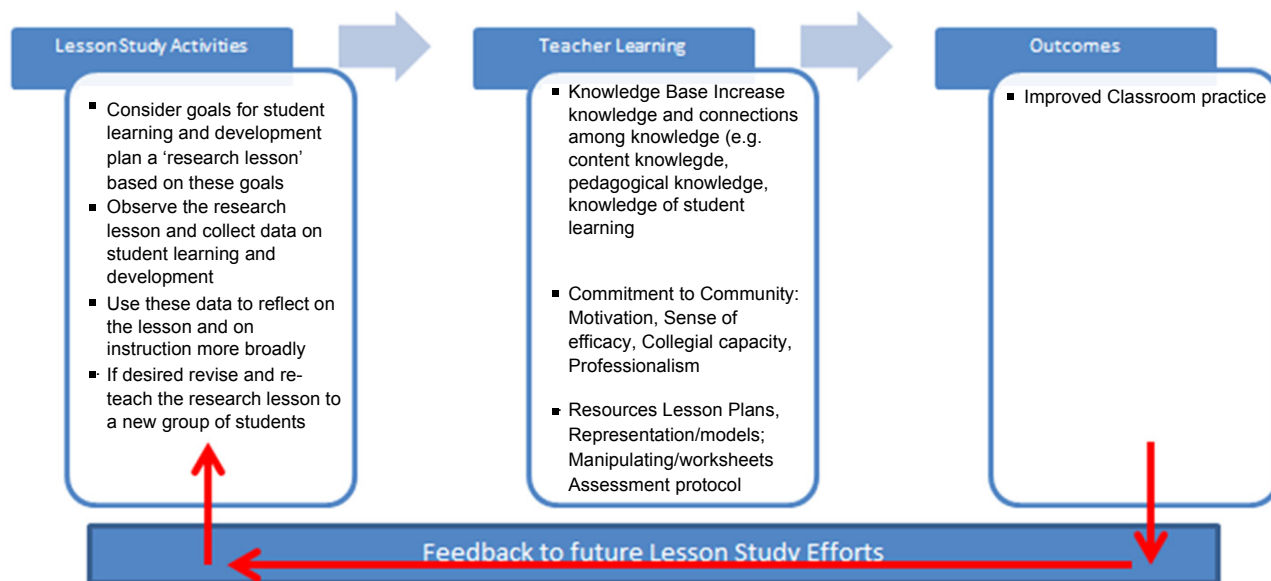 Lesson Study Activities
Consider goals for student
learning and development
plan a ‘research lesson’
based on these goals
Observe the research
lesson and collect data on
student learning and
development
Use these data to reflect on
the lesson and on
instruction more broadly
If desired revise and re-
teach the research lesson to
a new group of students
Teacher Learning
Knowledge Base Increase
knowledge and connections
among knowledge (e.g.
content knowlegde,
pedagogical knowledge,
knowledge of student
learning
Commitment to Community:
Motivation, Sense of
efficacy, Collegial capacity,
Professionalism
Resources Lesson Plans,
Representation/models;
Manipulating/worksheets
Assessment protocol
Outcomes
Improved Classroom practice
Feedback to future Lesson Study Efforts